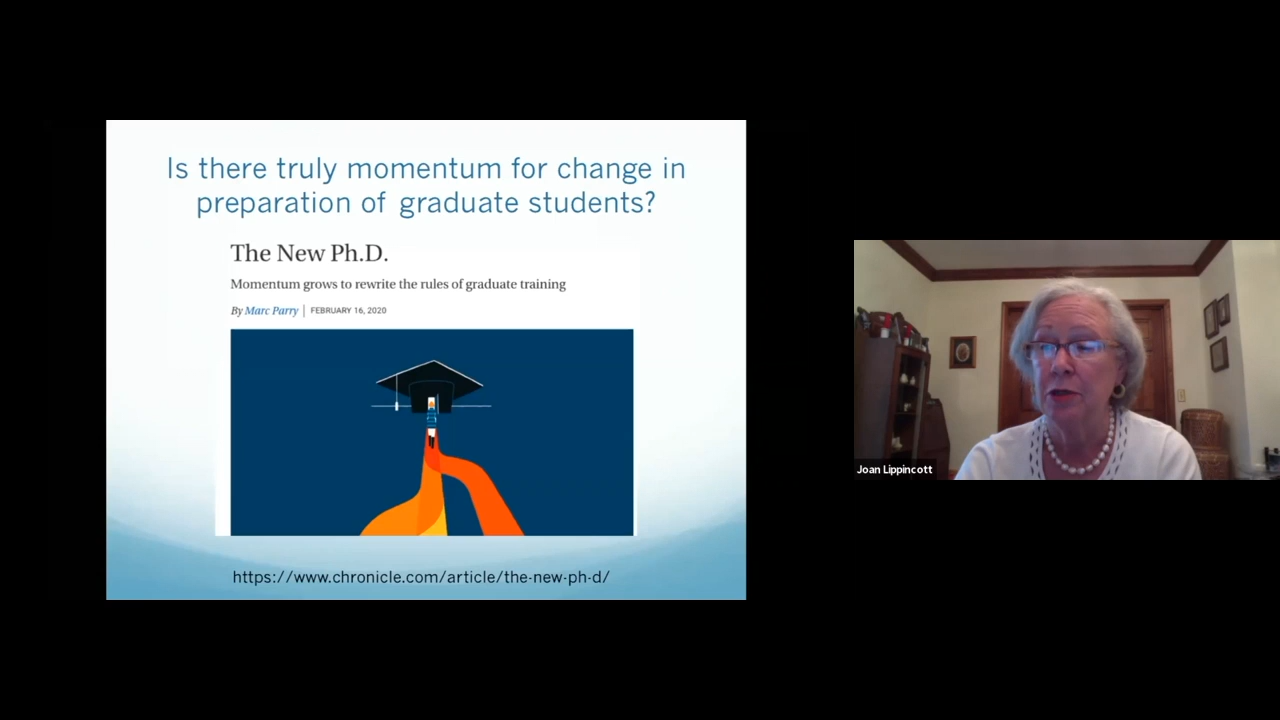 Is there truly momentum for change in
preparation of graduate students?
The New Ph.D.
Momentum grows to rewrite the rules of graduate training
By Marc Parry | FEBRUARY 16, 2020
https://www.chronicle.com/article/the-new-ph-d/
Joan Lippincott